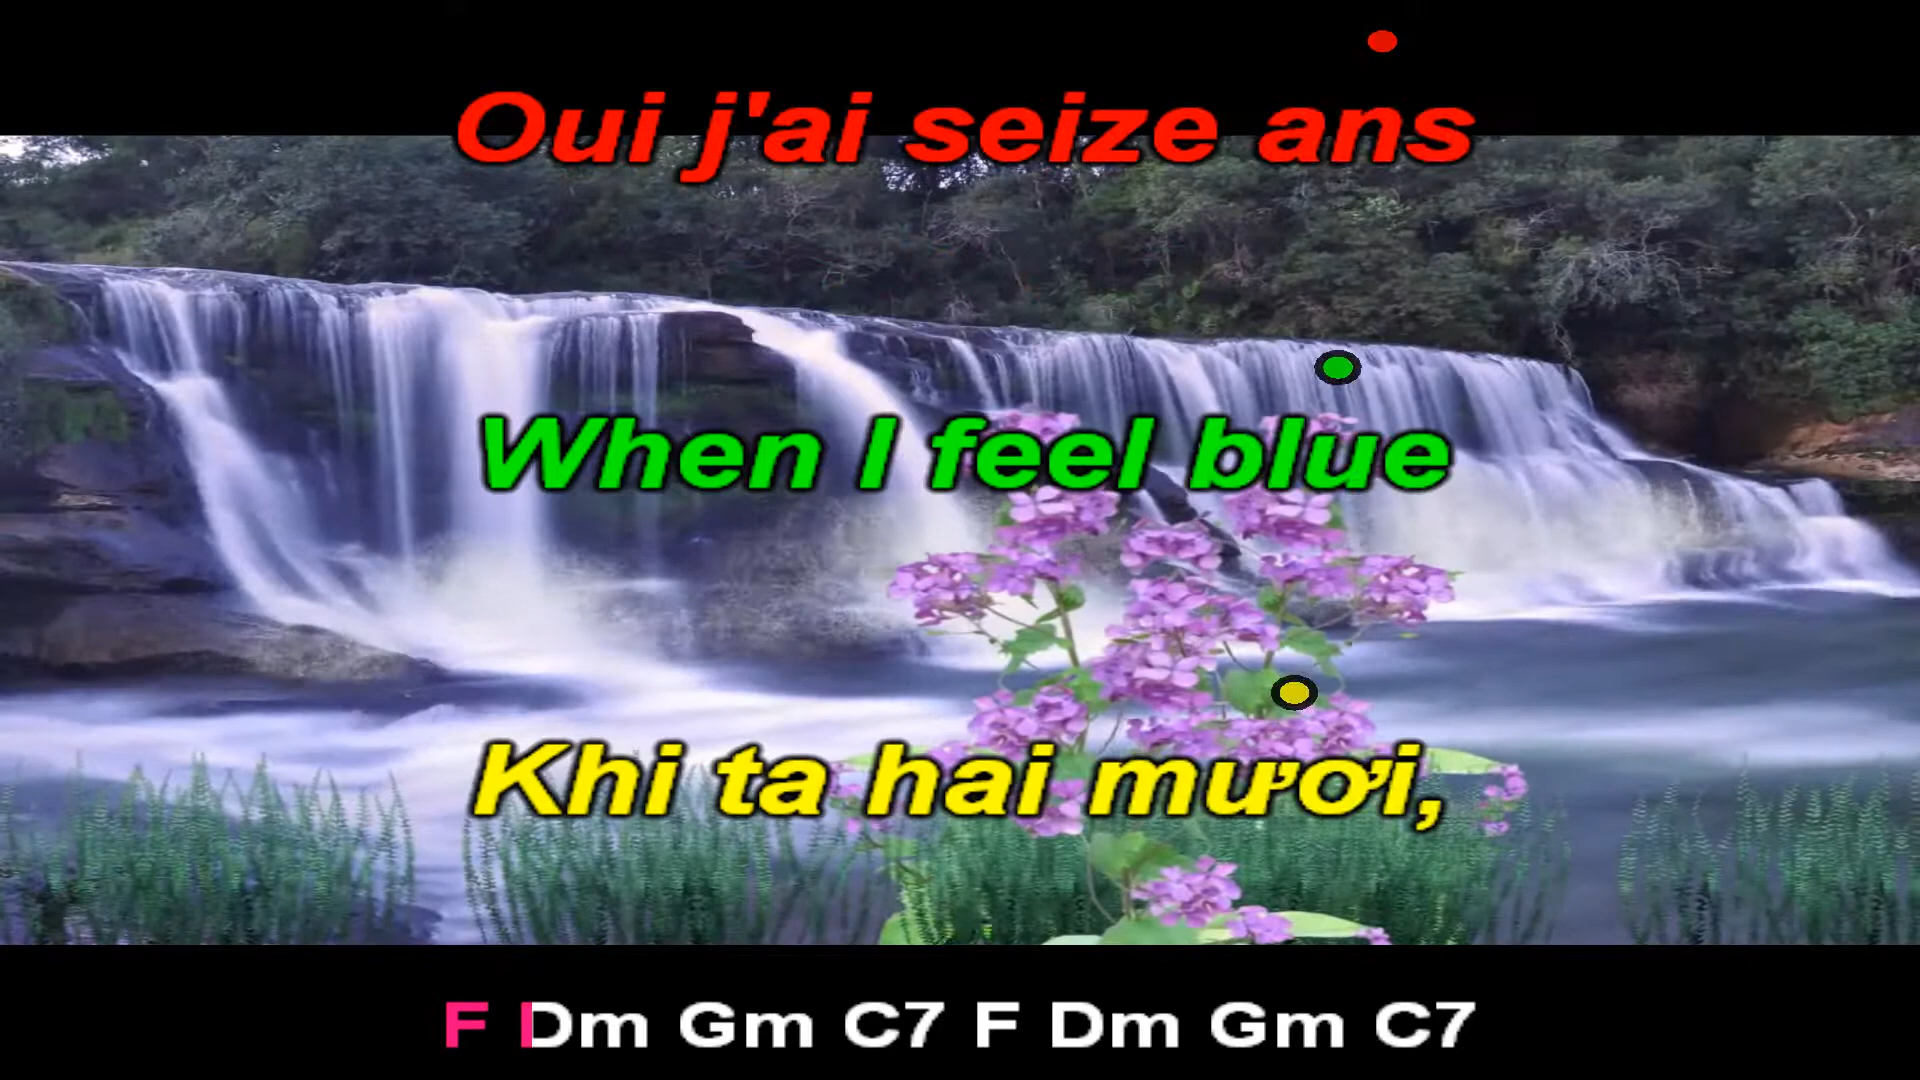 Oui j'ai seize ans
When I feel blue
Khi ta hai mươi,
F Dm Gm C7 F Dm Gm C7